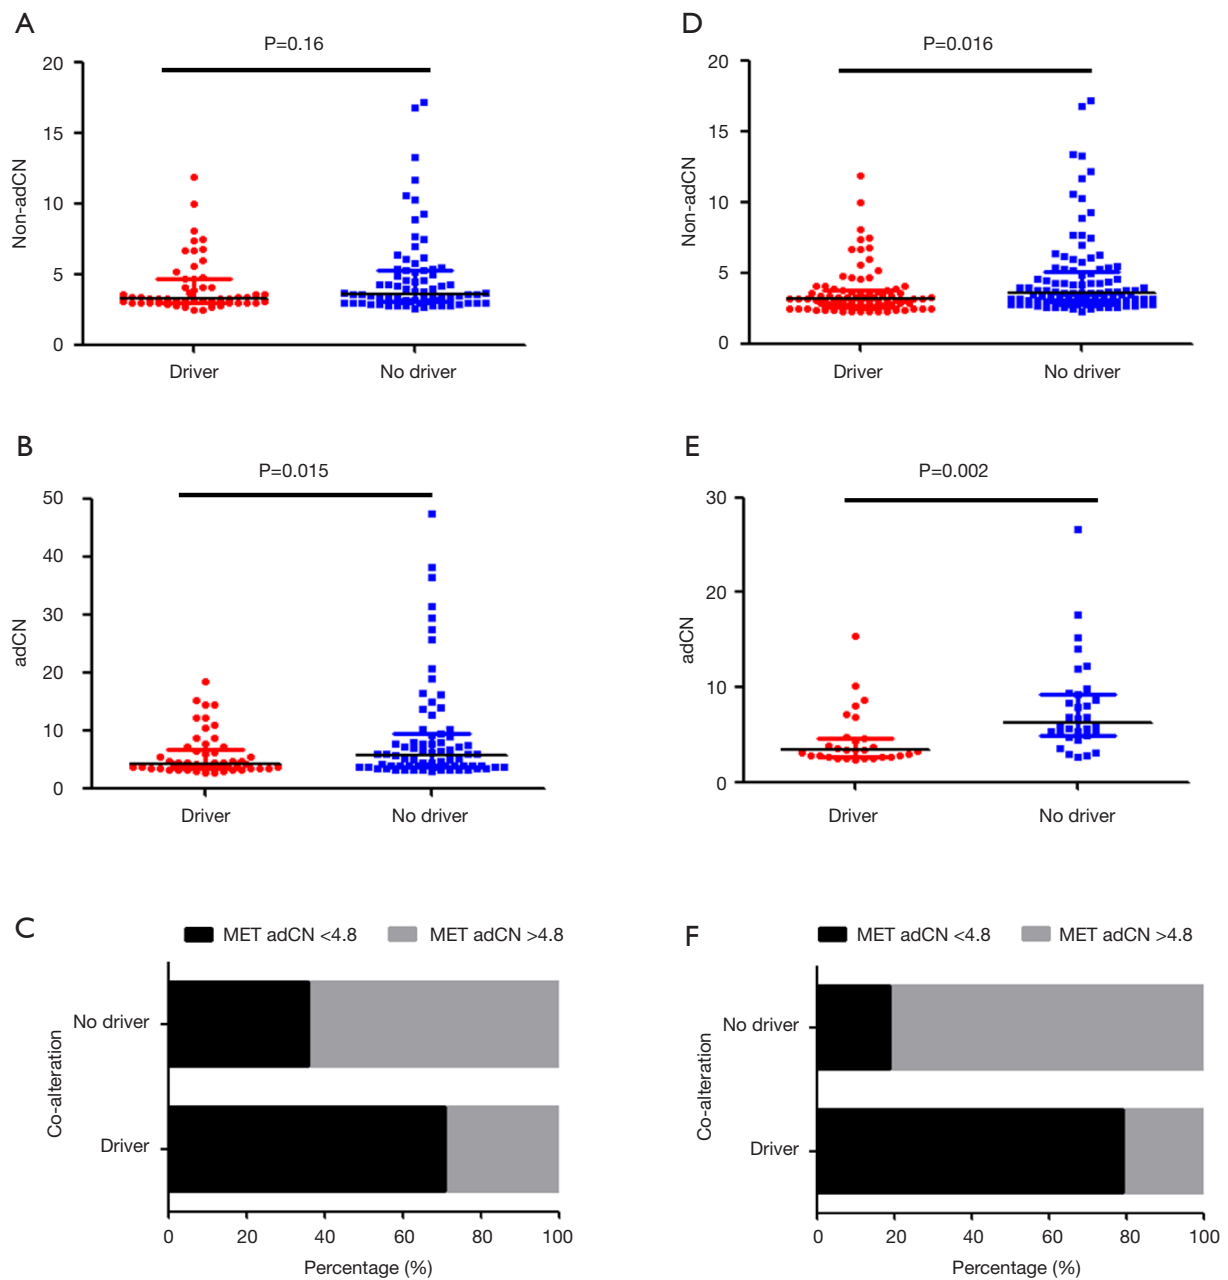 A
P=0.16
Non-adCN
20
15
10
5
0
Driver
No driver
D
P=0.016
Non-adCN
20
15
10
5
0
Driver
No driver
B
P=0.015
adCN
50
40
30
20
10
0
Driver
No driver
E
P=0.002
adCN
30
20
10
0
Driver
No driver
C
MET adCN <4.8
MET adCN >4.8
Co-alteration
No driver
Driver
0 20 40 60 80 100
Percentage (%)
F
MET adCN <4.8
MET adCN >4.8
Co-alteration
No driver
Driver
0 20 40 60 80 100
Percentage (%)